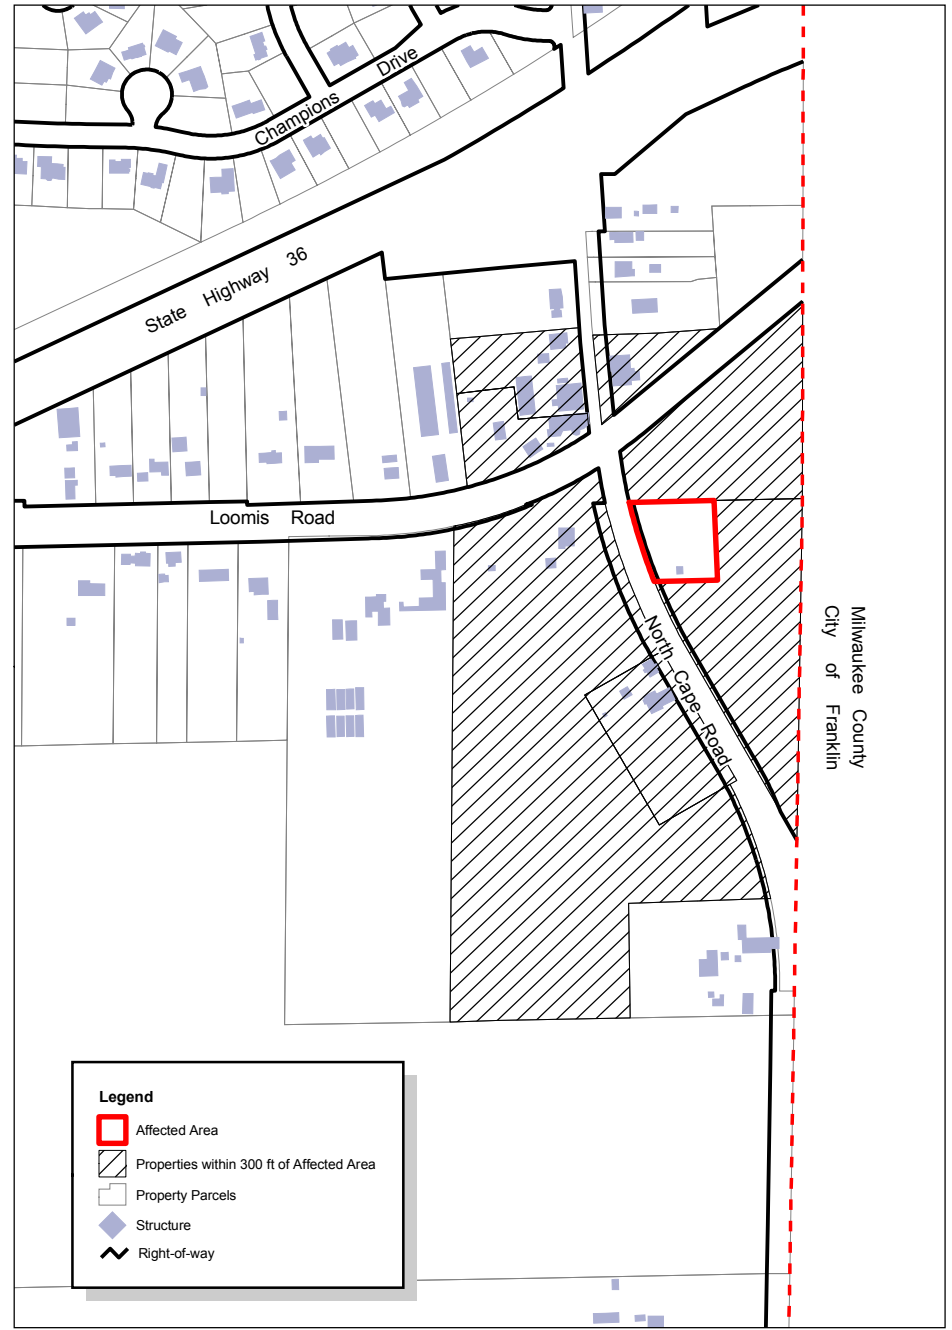 Champions Drive
State Highway 36
Loomis Road
North Cape Road
Milwaukee County
City of Franklin
Legend
Affected Area
Properties within 300 ft of Affected Area
Property Parcels
Structure
Right-of-way